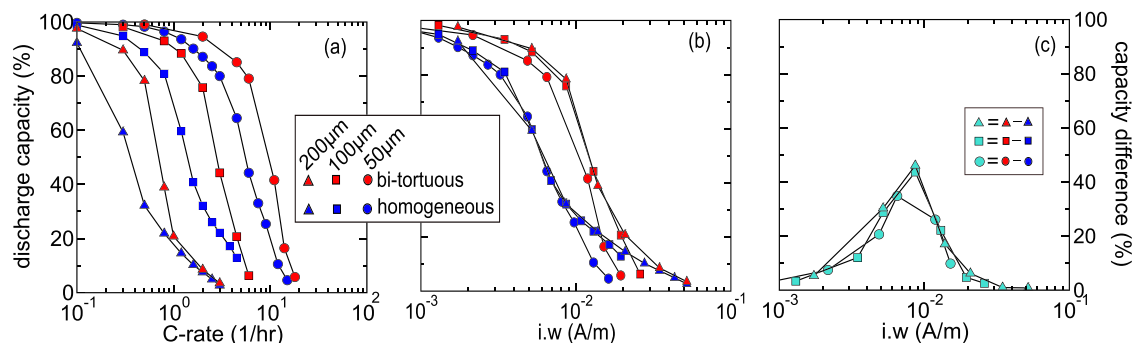 discharge capacity (%)
100
80
60
40
20
0
(a)
10-1 100 101 102
C-rate (1/hr)
200μm 100μm 50μm
bi-tortuous
homogeneous
(b)
10-3 10-2 10-1
i.w (A/m)
(c)
= -
= -
= -
10-3 10-2 10-1
i.w (A/m)
100
80
60
40
20
0
capacity difference (%)